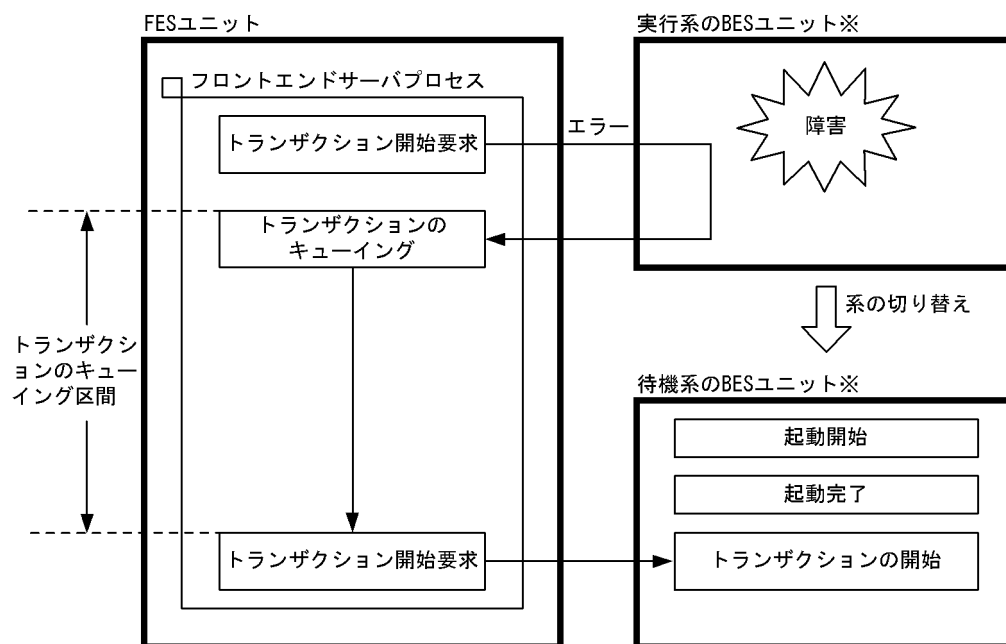 FESユニット
フロントエンドサーバプロセス
トランザクション開始要求
エラー
トランザクションの
キューイング
トランザクシ
ョンのキュー
イング区間
トランザクション開始要求
実行系のBESユニット※
障害
系の切り替え
待機系のBESユニット※
起動開始
起動完了
トランザクションの開始